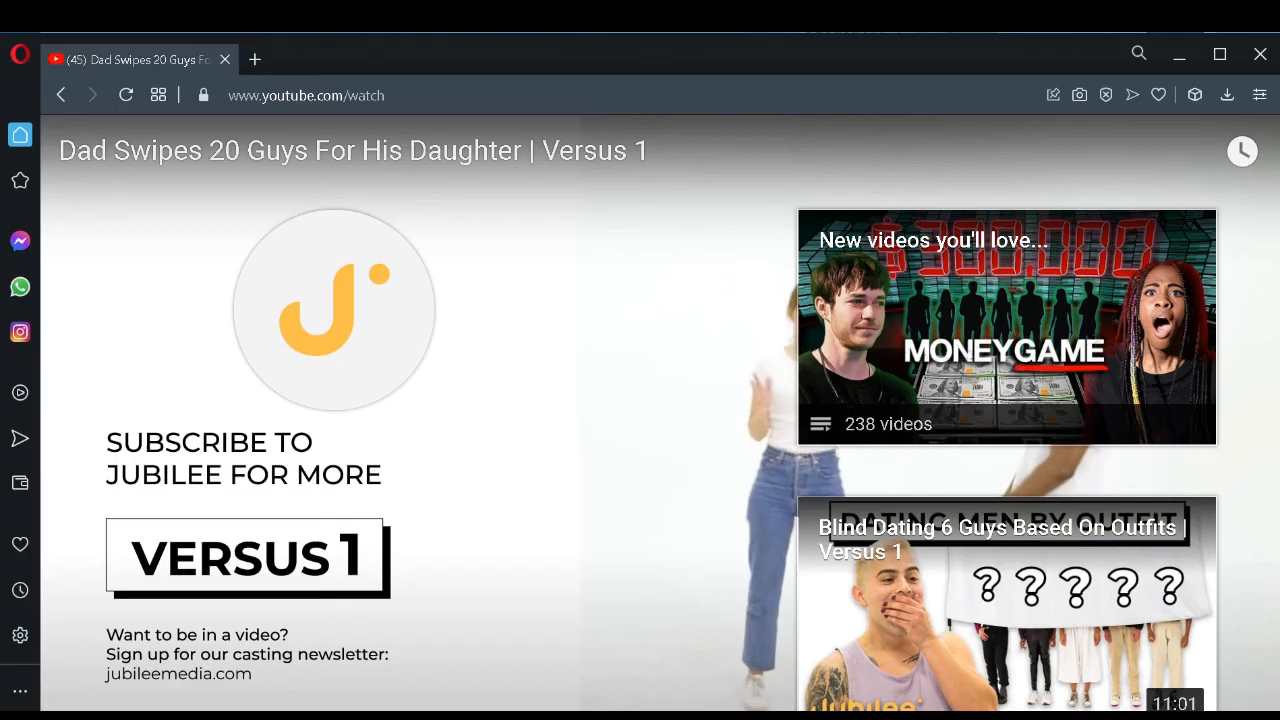 (45) Dad Swipes 20 Guys Fo
www.youtube.com/watch
Dad Swipes 20 Guys For His Daughter | Versus 1
$300,000
New videos you'll love...
MONEYGAME
238 videos
SUBSCRIBE TO
JUBILEE FOR MORE
VERSUS 1
Want to be in a video?
Sign up for our casting newsletter:
jubileemedia.com
DATING MEN BY OUTFIT
Blind Dating 6 Guys Based On Outfits |
Versus 1
? ? ? ? ?
Jubilee
11:01